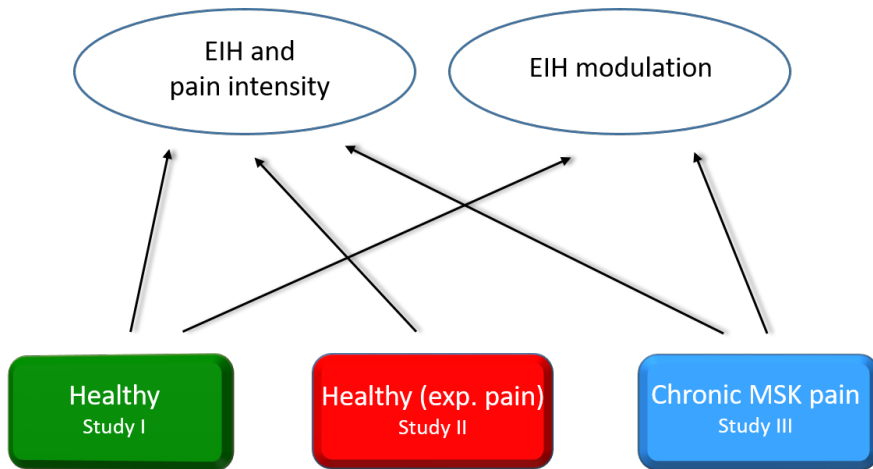 EIH and
pain intensity
EIH modulation
Healthy
Study I
Healthy (exp. pain)
Study II
Chronic MSK pain
Study III